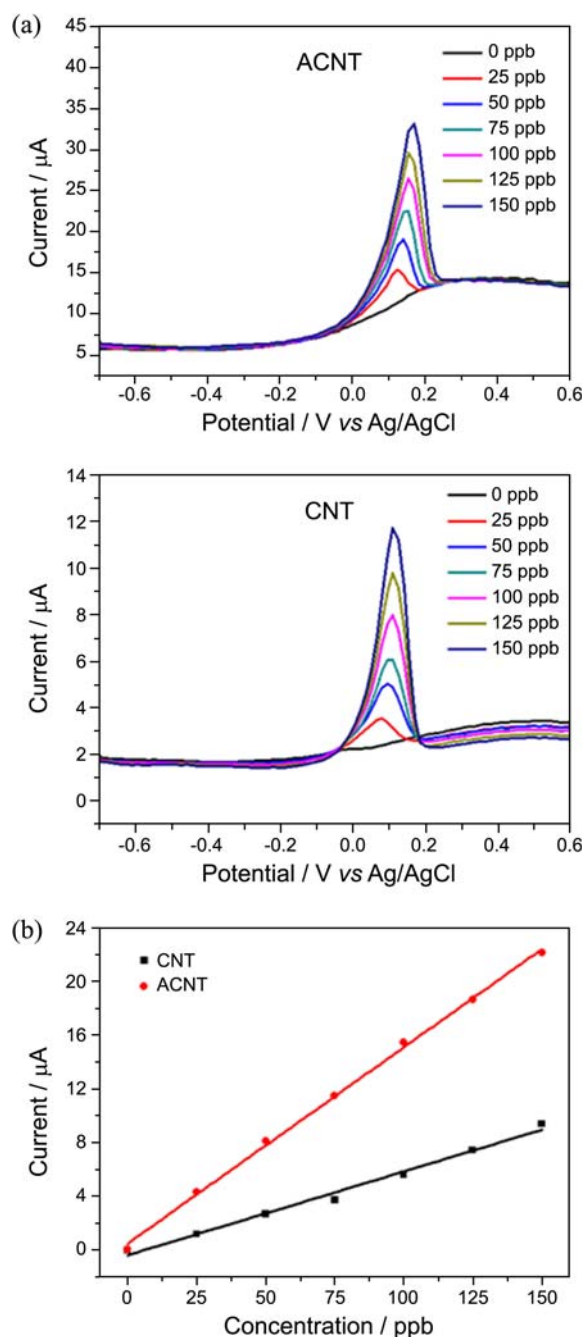 (a)
ACNT
0 ppb
25 ppb
50 ppb
75 ppb
100 ppb
125 ppb
150 ppb
45
40
35
30
25
20
15
10
5
Current / μA
-0.6
-0.4
-0.2
0.0
0.2
0.4
0.6
Potential / V vs Ag/AgCl
CNT
0 ppb
25 ppb
50 ppb
75 ppb
100 ppb
125 ppb
150 ppb
14
12
10
8
6
4
2
0
Current / μA
-0.6
-0.4
-0.2
0.0
0.2
0.4
0.6
Potential / V vs Ag/AgCl
(b)
CNT
ACNT
24
20
16
12
8
4
0
Current / μA
0
25
50
75
100
125
150
Concentration / ppb